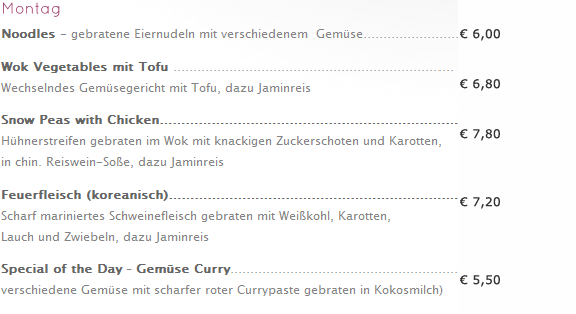 Montag
Noodles - gebratene Eiernudeln mit verschiedenem Gemüse........................ € 6,00
Wok Vegetables mit Tofu ........................................................................
€ 6,80
Wechselndes Gemüsegericht mit Tofu, dazu Jaminreis
Snow Peas with Chicken........................................................................
€ 7,80
Hühnerstreifen gebraten im Wok mit knackigen Zuckerschoten und Karotten,
in chin. Reiswein-Soße, dazu Jaminreis
Feuerfleisch (koreanisch)........................................................................ € 7,20
Scharf mariniertes Schweinefleisch gebraten mit Weißkohl, Karotten,
Lauch und Zwiebeln, dazu Jaminreis
Special of the Day - Gemüse Curry......................................................... € 5,50
verschiedene Gemüse mit scharfer roter Currypaste gebraten in Kokosmilch)